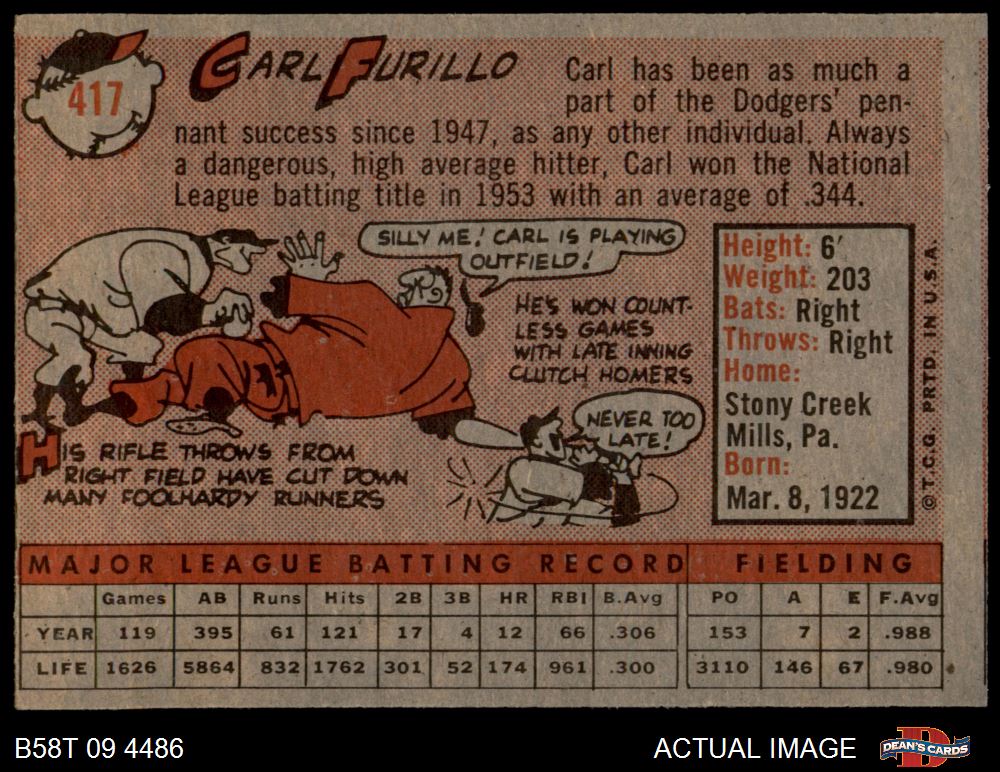 417
CARL FURILLO
Carl has been as much a
part of the Dodgers' pen-
nant success since 1947, as any other individual. Always
a dangerous, high average hitter, Carl won the National
League batting title in 1953 with an average of .344.
SILLY ME! CARL IS PLAYING
OUTFIELD!
HE'S WON COUNT-
LESS GAMES
WITH LATE INNING
CLUTCH HOMERS
NEVER TOO
LATE!
HIS RIFLE THROWS FROM
RIGHT FIELD HAVE CUT DOWN
MANY FOOLHARDY RUNNERS
Height: 6'
Weight: 203
Bats: Right
Throws: Right
Home:
Stony Creek
Mills, Pa.
Born:
Mar. 8, 1922
© T.C.G. PRTD. IN U.S.A.
MAJOR LEAGUE BATTING RECORD FIELDING
Games AB Runs Hits 2B 3B HR RBI B.Avg PO A E F.Avg
YEAR 119 395 61 121 17 4 12 66 .306 153 7 2 .988
LIFE 1626 5864 832 1762 301 52 174 961 .300 3110 146 67 .980
B58T 09 4486
ACTUAL IMAGE
D
DEAN'S CARDS